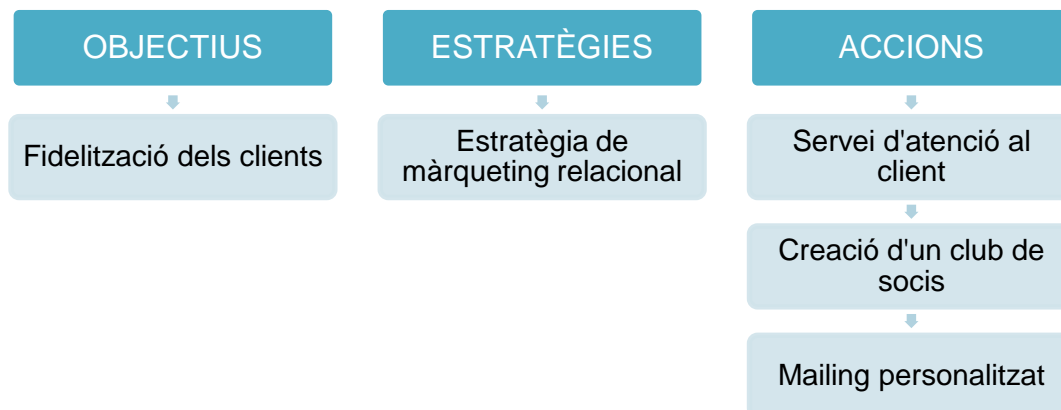 OBJECTIUS
Fidelització dels clients
ESTRATÈGIES
Estratègia de
màrqueting relacional
ACCIONS
Servei d'atenció al
client
Creació d'un club de
socis
Mailing personalitzat